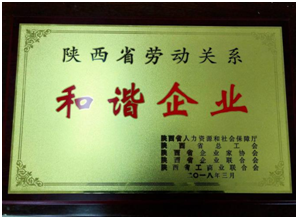 陕西省劳动关系
和谐企业
陕西省人力资源和社会保障厅
陕西省总工会
陕西省企业家协会
陕西省企业联合会
陕西省工商业联合会
二〇一八年三月